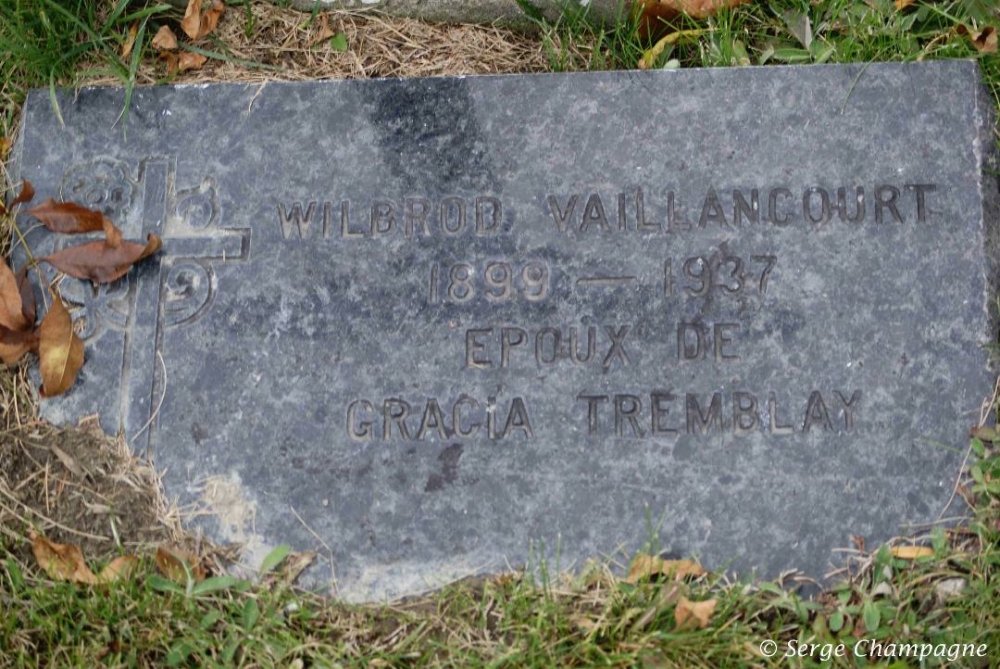 WILBROD VAILLANCOURT
1899 — 1937
EPOUX DE
GRACIA TREMBLAY
© Serge Champagne